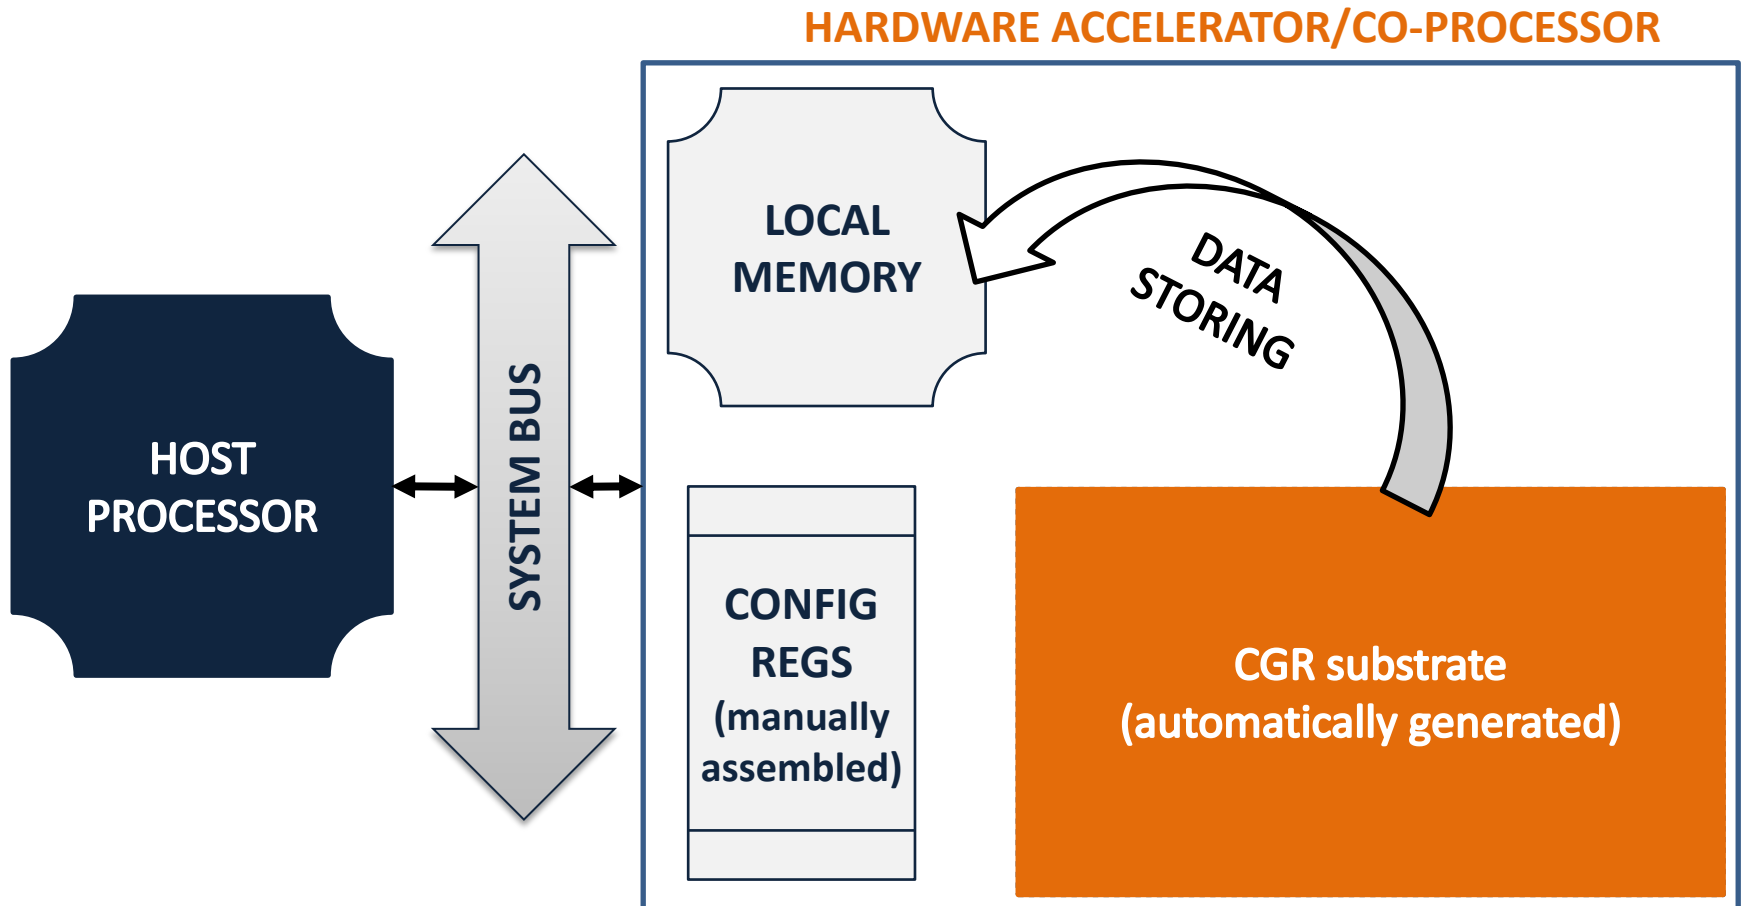 HARDWARE ACCELERATOR/CO-PROCESSOR
LOCAL
MEMORY
DATA
STORING
HOST
PROCESSOR
SYSTEM BUS
CONFIG
REGS
(manually
assembled)
CGR substrate
(automatically generated)